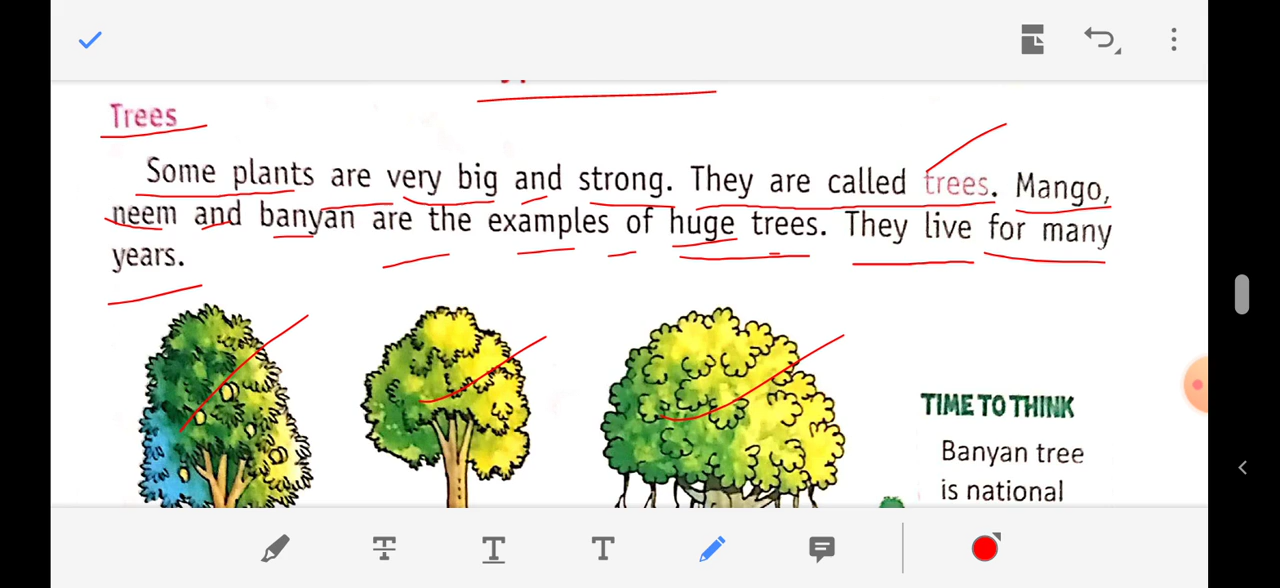 Trees
Some plants are very big and strong. They are called trees. Mango,
neem and banyan are the examples of huge trees. They live for many
years.
TIME TO THINK
Banyan tree
is national